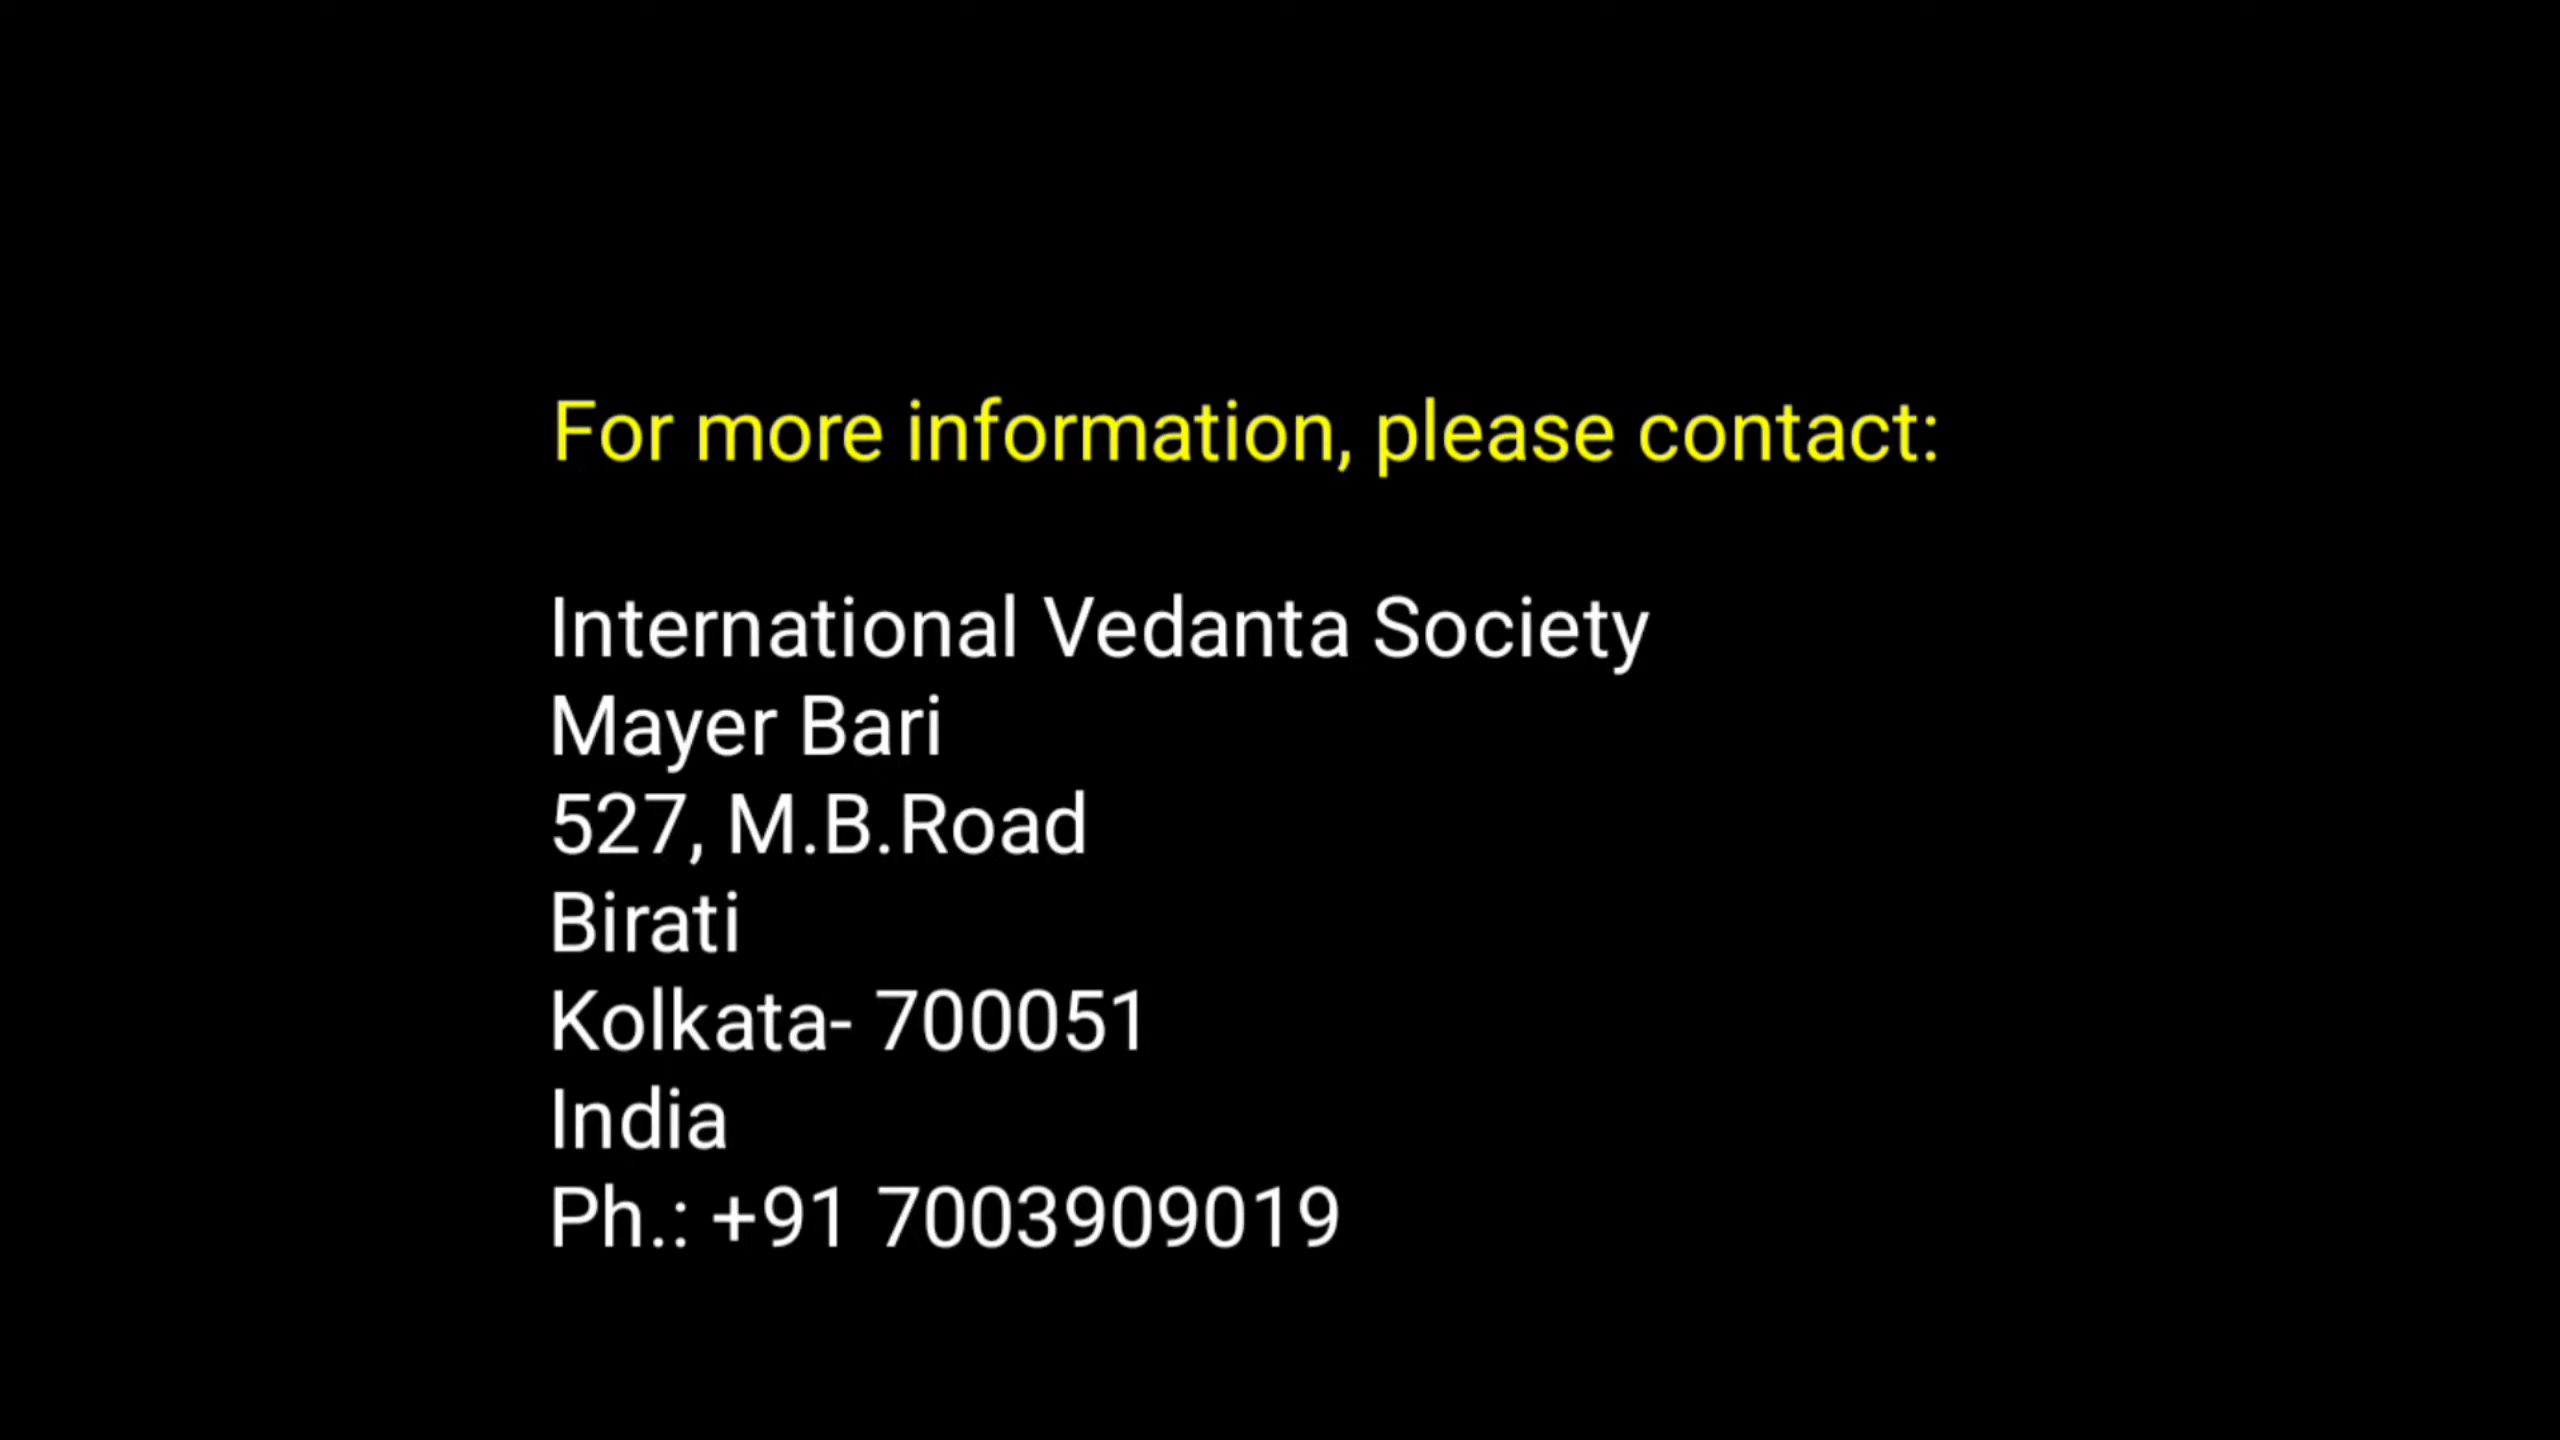 For more information, please contact:
International Vedanta Society
Mayer Bari
527, M.B.Road
Birati
Kolkata- 700051
India
Ph.: +91 7003909019